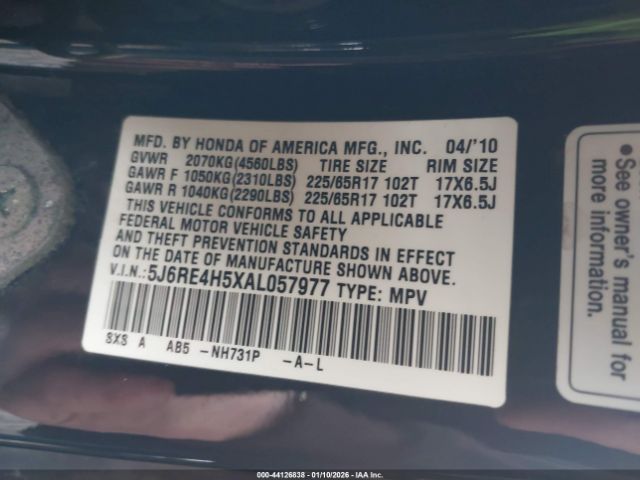 MFD. BY HONDA OF AMERICA MFG., INC. 04/'10
GVWR 2070KG(4560LBS) TIRE SIZE RIM SIZE
GAWR F 1050KG(2310LBS) 225/65R17 102T 17X6.5J
GAWR R 1040KG(2290LBS) 225/65R17 102T 17X6.5J
THIS VEHICLE CONFORMS TO ALL APPLICABLE
FEDERAL MOTOR VEHICLE SAFETY
AND THEFT PREVENTION STANDARDS IN EFFECT
ON THE DATE OF MANUFACTURE SHOWN ABOVE.
V.I.N.: 5J6RE4H5XAL057977 TYPE: MPV
SXS A AB5 -NH731P -A-L
• See owner's manual
additional
000-44126838 - 01/10/2026 - IAA Inc.